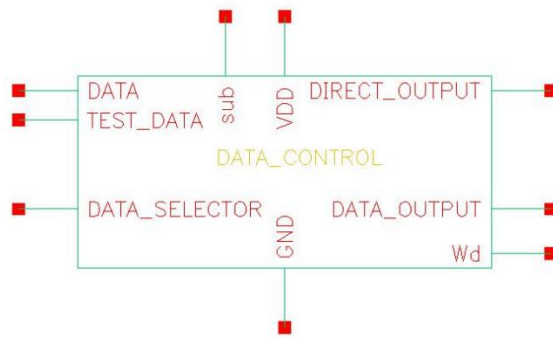 sub
VDD
DATA
DIRECT_OUTPUT
TEST_DATA
DATA_CONTROL
DATA_SELECTOR
DATA_OUTPUT
GND
Wd